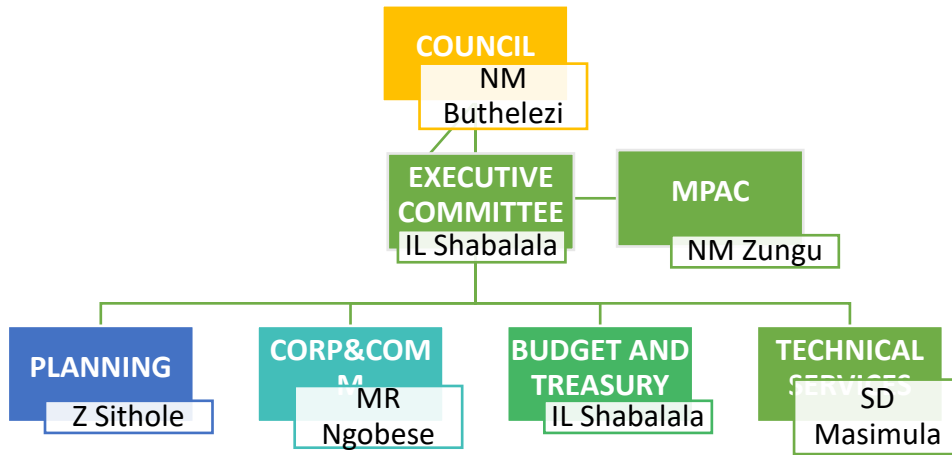 COUNCIL
NM
Buthelezi
EXECUTIVE
COMMITTEE
IL Shabalala
MPAC
NM Zungu
PLANNING
Z Sithole
CORP&COM
M
MR
Ngobese
BUDGET AND
TREASURY
IL Shabalala
TECHNICAL
SERVICES
SD
Masimula